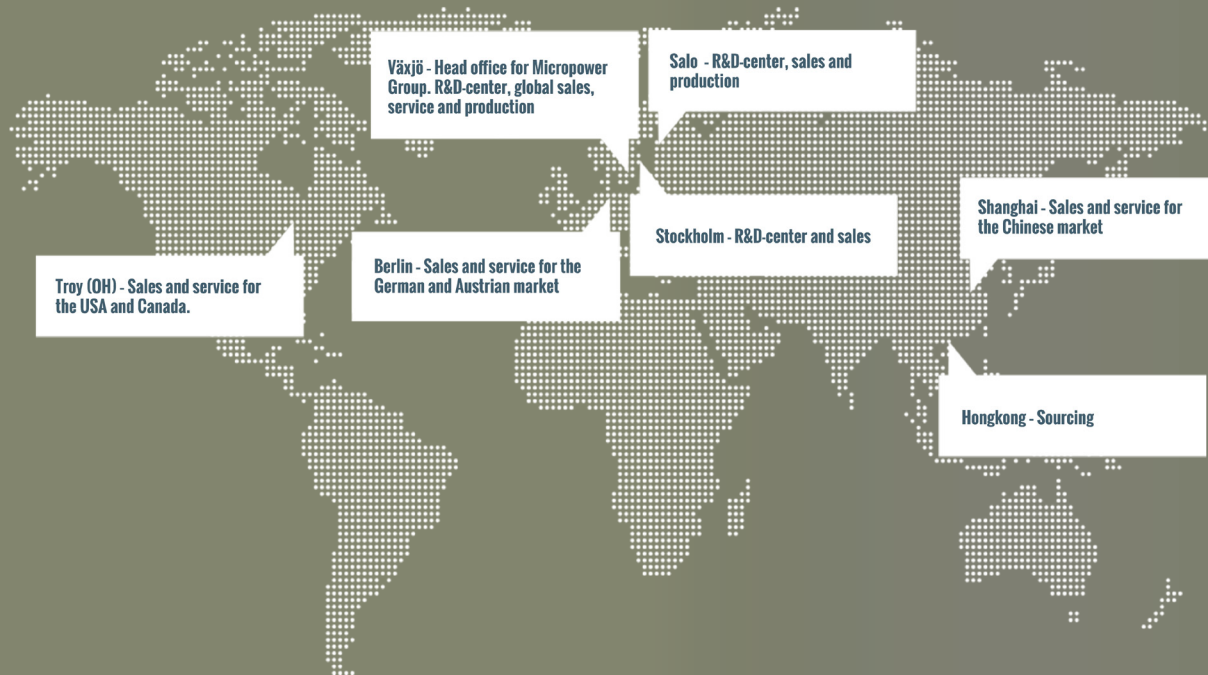 Växjö - Head office for Micropower
Group. R&D-center, global sales,
service and production
Salo - R&D-center, sales and
production
Stockholm - R&D-center and sales
Shanghai - Sales and service for
the Chinese market
Berlin - Sales and service for the
German and Austrian market
Troy (OH) - Sales and service for
the USA and Canada.
Hongkong - Sourcing